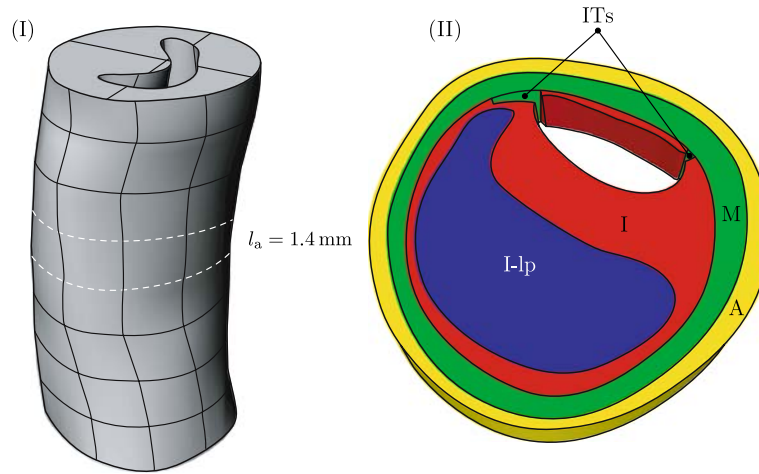 (I)
l_a = 1.4 mm
(II)
ITs
M
I
I-lp
A